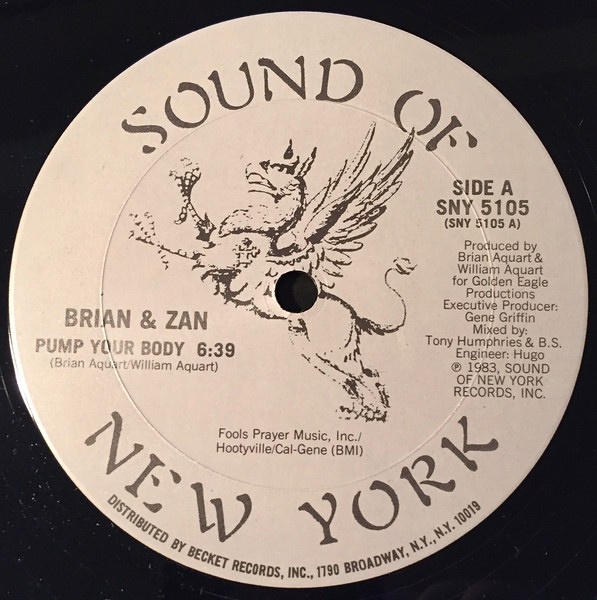 SOUND OF
SIDE A
SNY 5105
(SNY 5105 A)
Produced by
Brian Aquart &
William Aquart
for Golden Eagle
Productions
Executive Producer:
Gene Griffin
Mixed by:
Tony Humphries & B.S.
Engineer: Hugo
℗ 1983, SOUND
OF NEW YORK
RECORDS, INC.
BRIAN & ZAN
PUMP YOUR BODY 6:39
(Brian Aquart/William Aquart)
Fools Prayer Music, Inc./
Hootyville/Cal-Gene (BMI)
NEW YORK
DISTRIBUTED BY BECKET RECORDS, INC., 1790 BROADWAY, N.Y., N.Y. 10019